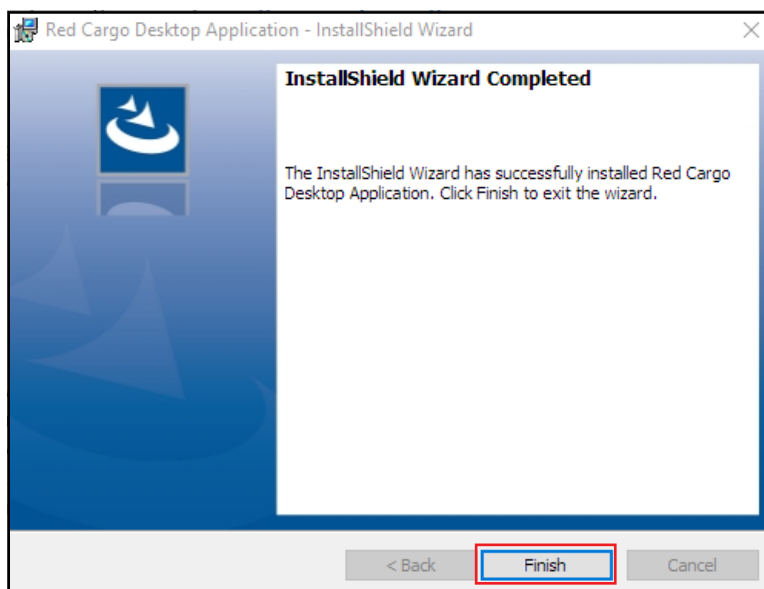 Red Cargo Desktop Application - InstallShield Wizard
InstallShield Wizard Completed
The InstallShield Wizard has successfully installed Red Cargo
Desktop Application. Click Finish to exit the wizard.
< Back
Finish
Cancel